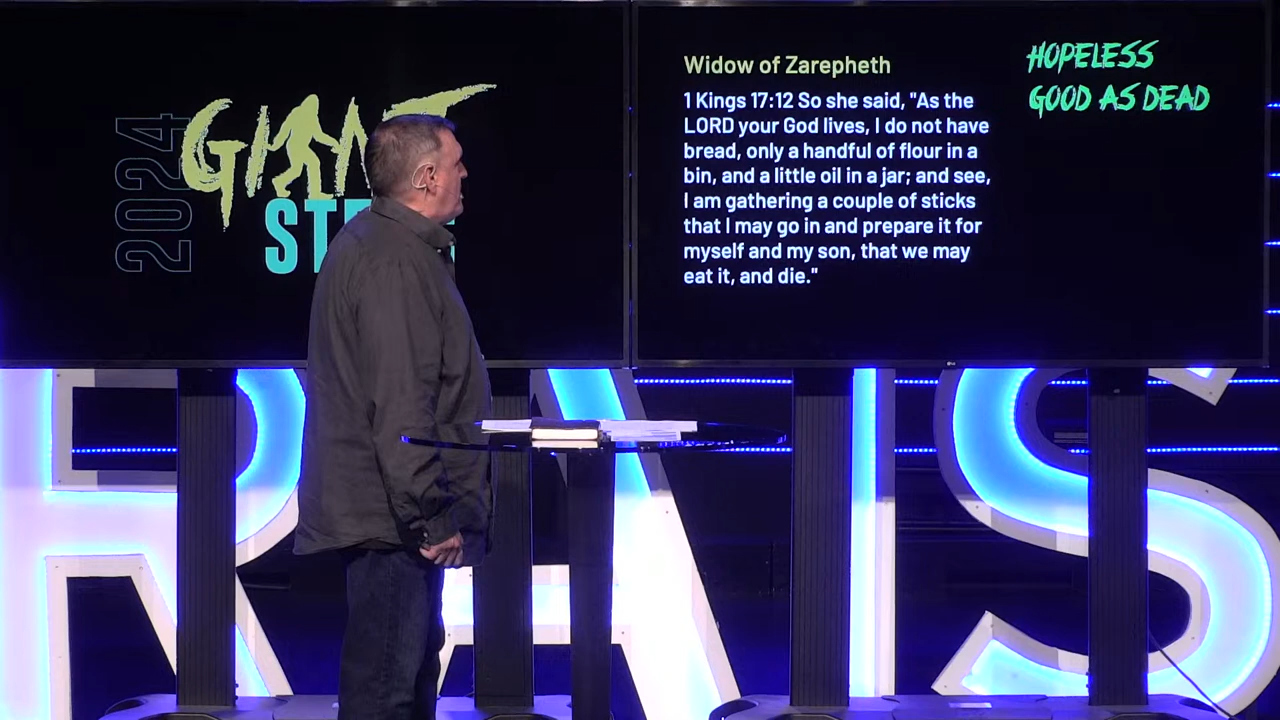 2024
GIANT
Widow of Zarepheth
1 Kings 17:12 So she said, "As the
LORD your God lives, I do not have
bread, only a handful of flour in a
bin, and a little oil in a jar; and see,
I am gathering a couple of sticks
that I may go in and prepare it for
myself and my son, that we may
eat it, and die."
HOPELESS
GOOD AS DEAD
LG
RAIS